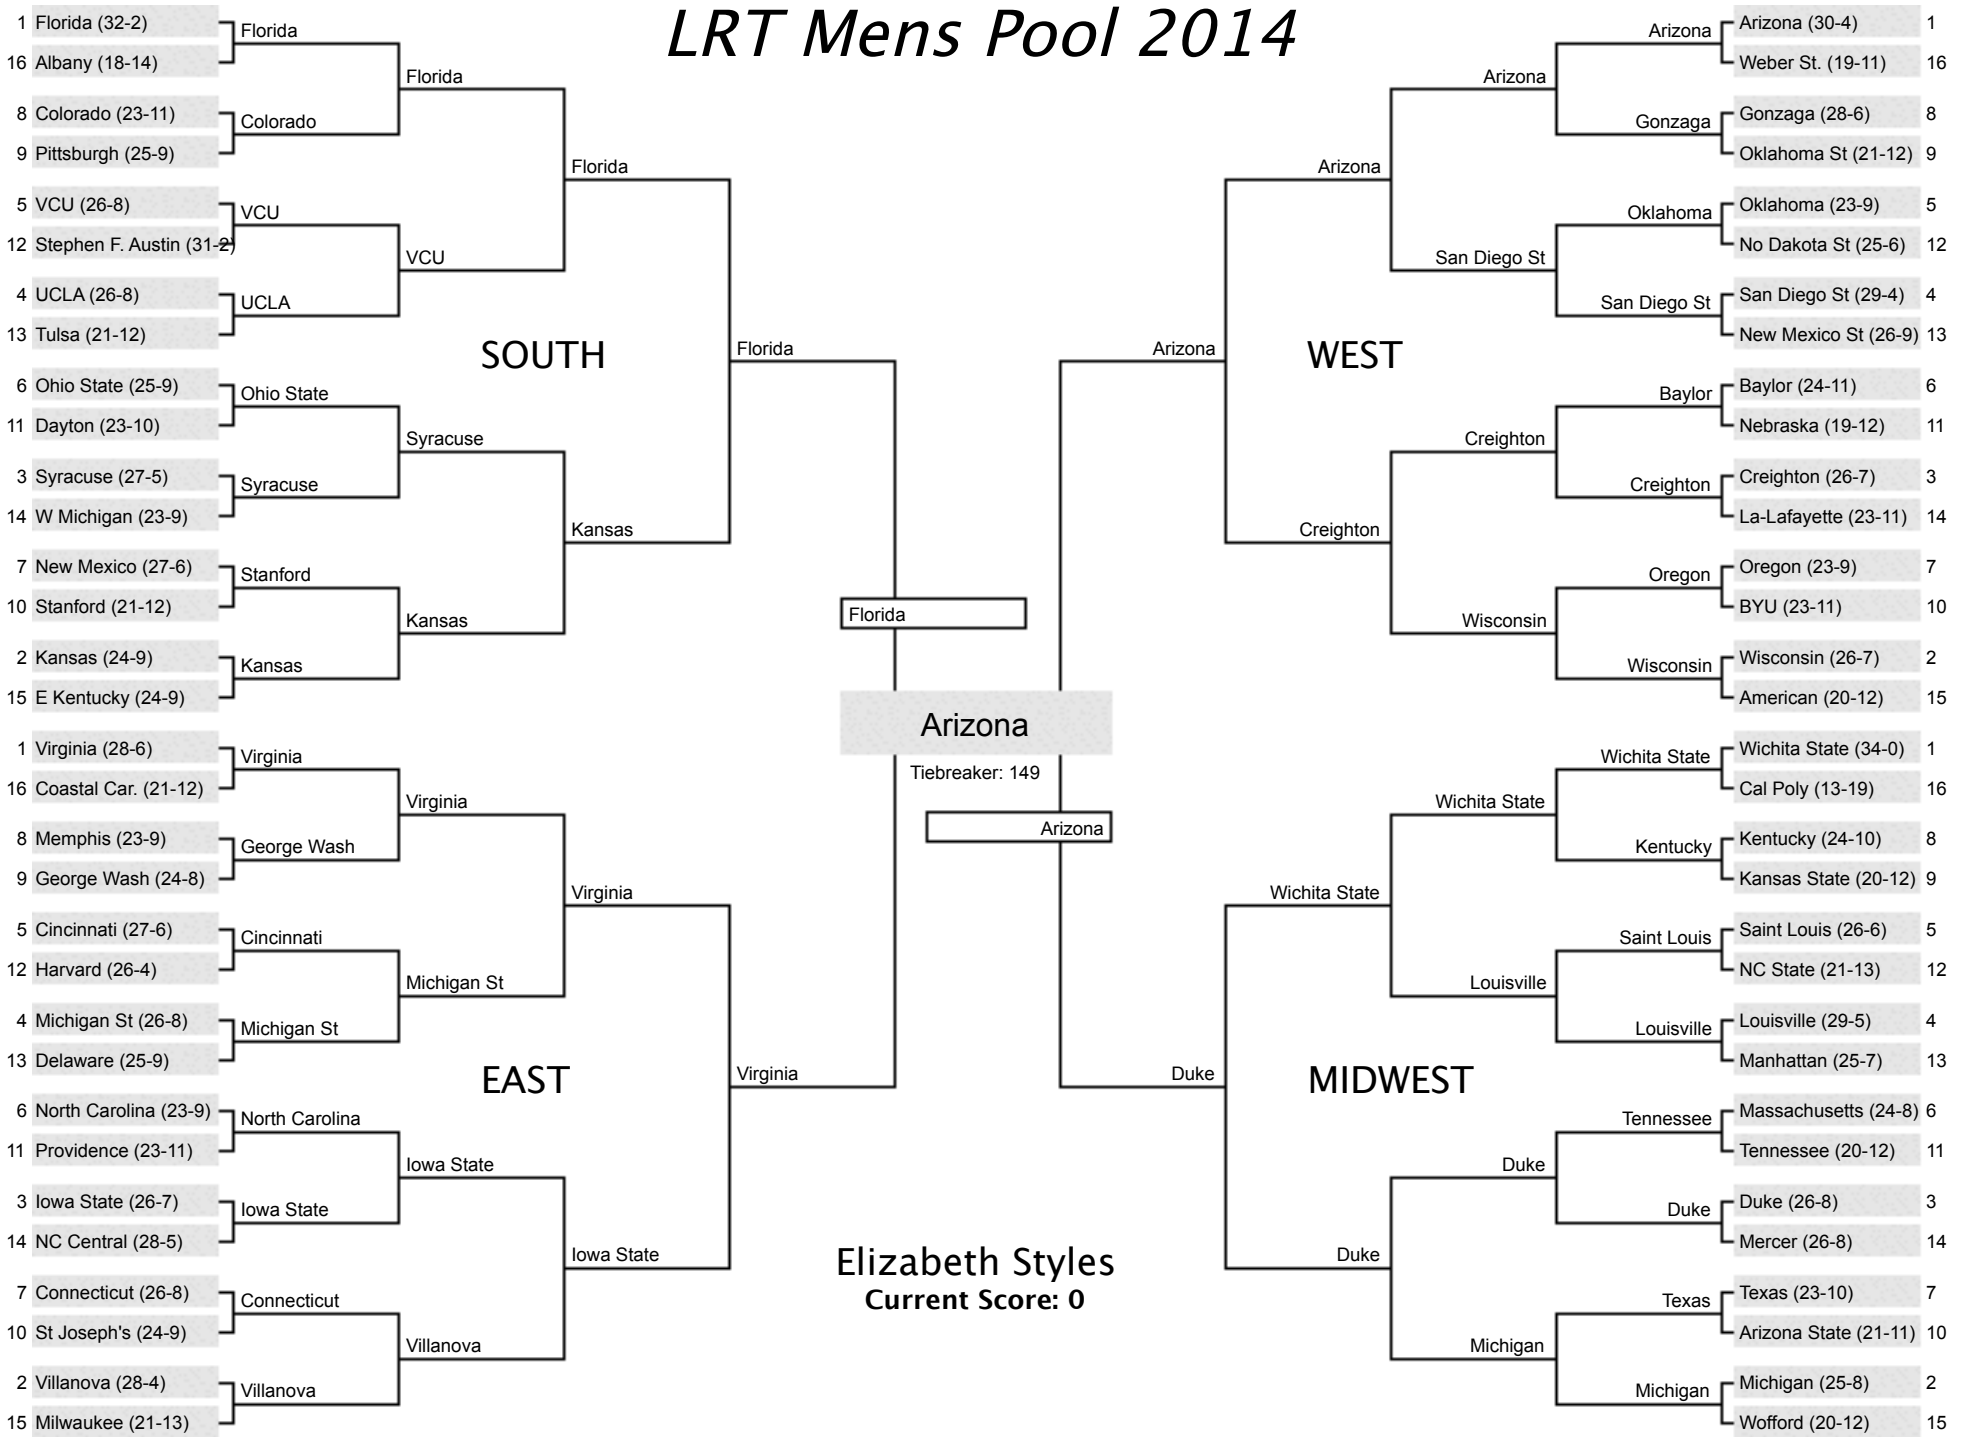 LRT Mens Pool 2014
1 Florida (32-2)
Florida
16 Albany (18-14)
Florida
8 Colorado (23-11)
Colorado
9 Pittsburgh (25-9)
Florida
5 VCU (26-8)
VCU
12 Stephen F. Austin (31-2)
VCU
4 UCLA (26-8)
UCLA
13 Tulsa (21-12)
SOUTH
Florida
6 Ohio State (25-9)
Ohio State
11 Dayton (23-10)
Syracuse
3 Syracuse (27-5)
Syracuse
14 W Michigan (23-9)
Kansas
7 New Mexico (27-6)
Stanford
10 Stanford (21-12)
Kansas
2 Kansas (24-9)
Kansas
15 E Kentucky (24-9)
1 Virginia (28-6)
Virginia
16 Coastal Car. (21-12)
Virginia
8 Memphis (23-9)
George Wash
9 George Wash (24-8)
Virginia
5 Cincinnati (27-6)
Cincinnati
12 Harvard (26-4)
Michigan St
4 Michigan St (26-8)
Michigan St
13 Delaware (25-9)
EAST
Virginia
6 North Carolina (23-9)
North Carolina
11 Providence (23-11)
Iowa State
3 Iowa State (26-7)
Iowa State
14 NC Central (28-5)
Iowa State
7 Connecticut (26-8)
Connecticut
10 St Joseph's (24-9)
Villanova
2 Villanova (28-4)
Villanova
15 Milwaukee (21-13)
Florida
Arizona
Tiebreaker: 149
Arizona
Elizabeth Styles
Current Score: 0
Arizona (30-4) 1
Arizona
Weber St. (19-11) 16
Arizona
Gonzaga (28-6) 8
Gonzaga
Oklahoma St (21-12) 9
Arizona
Oklahoma (23-9) 5
Oklahoma
No Dakota St (25-6) 12
San Diego St
San Diego St (29-4) 4
San Diego St
New Mexico St (26-9) 13
Arizona
WEST
Baylor (24-11) 6
Baylor
Nebraska (19-12) 11
Creighton
Creighton (26-7) 3
Creighton
La-Lafayette (23-11) 14
Creighton
Oregon (23-9) 7
Oregon
BYU (23-11) 10
Wisconsin
Wisconsin (26-7) 2
Wisconsin
American (20-12) 15
Wichita State (34-0) 1
Wichita State
Cal Poly (13-19) 16
Wichita State
Kentucky (24-10) 8
Kentucky
Kansas State (20-12) 9
Wichita State
Saint Louis (26-6) 5
Saint Louis
NC State (21-13) 12
Louisville
Louisville (29-5) 4
Louisville
Manhattan (25-7) 13
Duke
MIDWEST
Massachusetts (24-8) 6
Tennessee
Tennessee (20-12) 11
Duke
Duke (26-8) 3
Duke
Mercer (26-8) 14
Duke
Texas (23-10) 7
Texas
Arizona State (21-11) 10
Michigan
Michigan (25-8) 2
Michigan
Wofford (20-12) 15